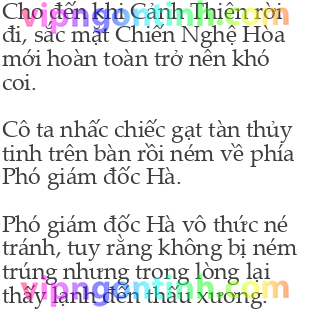 vipngontinh.com
Cho đến khi Cảnh Thiên rời
đi, sắc mặt Chiến Nghệ Hòa
mới hoàn toàn trở nên khó
coi.
Cô ta nhấc chiếc gạt tàn thủy
tinh trên bàn rồi ném về phía
Phó giám đốc Hà.
Phó giám đốc Hà vô thức né
tránh, tuy rằng không bị ném
trúng nhưng trong lòng lại
vipngontinh.com
thấy lạnh đến thấu xương.